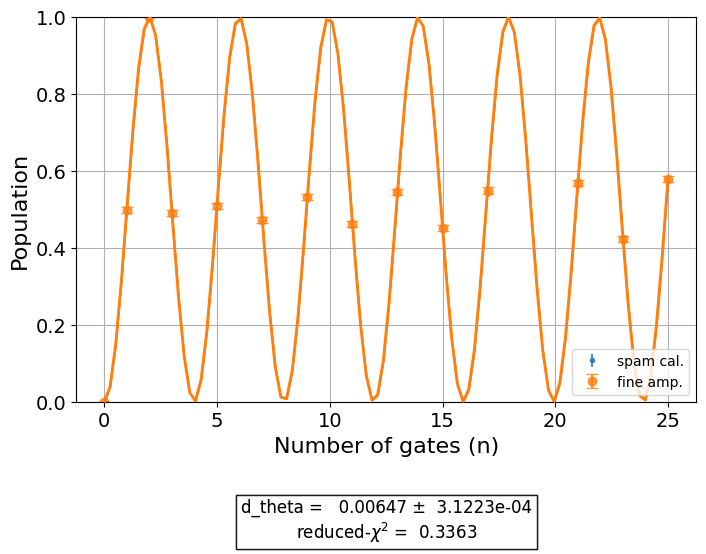 1.0
0.8
0.6
0.4
0.2
0.0
Population
spam cal.
fine amp.
0 5 10 15 20 25
Number of gates (n)
d_theta = 0.00647 ± 3.1223e-04
reduced-χ² = 0.3363